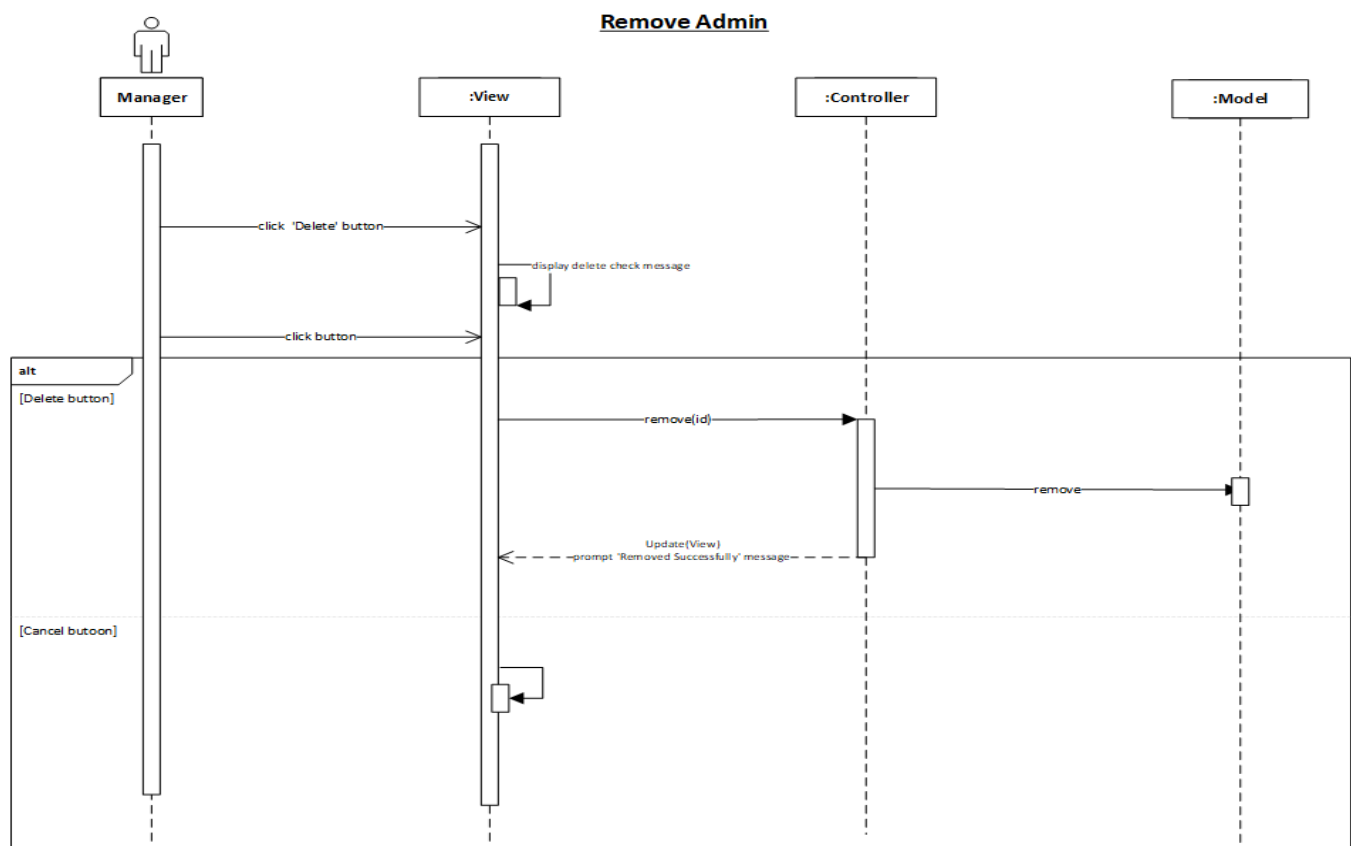 Remove Admin
Manager
:View
:Controller
:Model
click 'Delete' button
display delete check message
click button
alt
[Delete button]
remove(id)
remove
Update(View)
prompt 'Removed Successfully' message
[Cancel butoon]